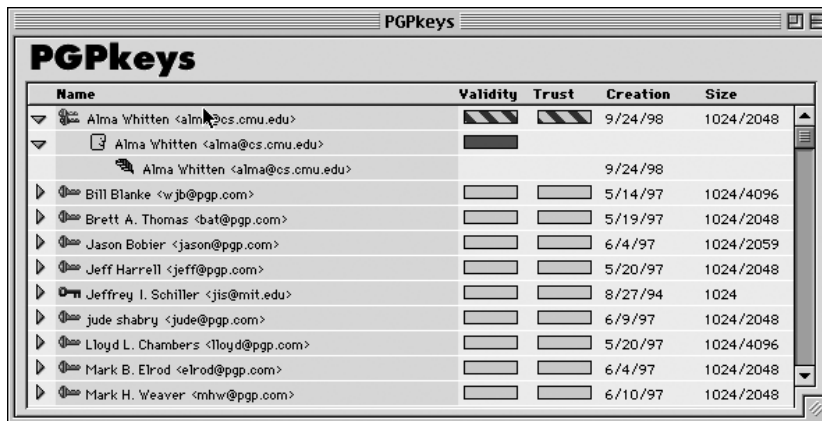 PGPkeys
PGPkeys
Name Validity Trust Creation Size
Alma Whitten <alma@cs.cmu.edu> 9/24/98 1024/2048
Alma Whitten <alma@cs.cmu.edu>
Alma Whitten <alma@cs.cmu.edu> 9/24/98
Bill Blanke <wjb@pgp.com> 5/14/97 1024/4096
Brett A. Thomas <bat@pgp.com> 5/19/97 1024/2048
Jason Bobier <jason@pgp.com> 6/4/97 1024/2059
Jeff Harrell <jeff@pgp.com> 5/20/97 1024/2048
Jeffrey I. Schiller <jis@mit.edu> 8/27/94 1024
jude shabry <jude@pgp.com> 6/9/97 1024/2048
Lloyd L. Chambers <lloyd@pgp.com> 5/20/97 1024/4096
Mark B. Elrod <elrod@pgp.com> 6/4/97 1024/2048
Mark H. Weaver <mhw@pgp.com> 6/10/97 1024/2048